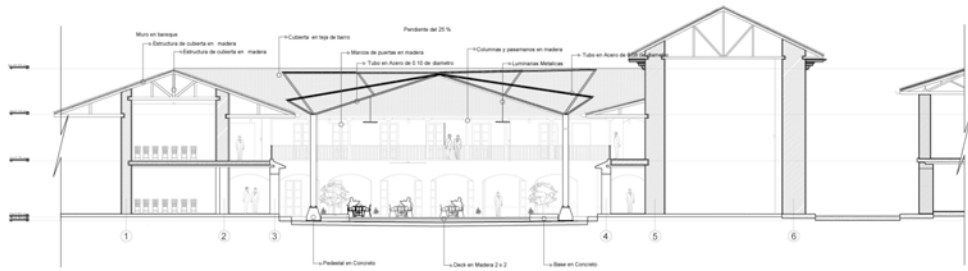 Pendiente del 25 %
Muro en bareque
Estructura de cubierta en madera
Estructura de cubierta en madera
Cubierta en teja de barro
Marcos de puertas en madera
Tubo en Acero de 0.10 de diametro
Columnas y pasamanos en madera
Luminarias Metalicas
Tubo en Acero de diametro
1
2
3
4
5
6
Pedestal en Concreto
Deck en Madera 2 x 2
Base en Concreto